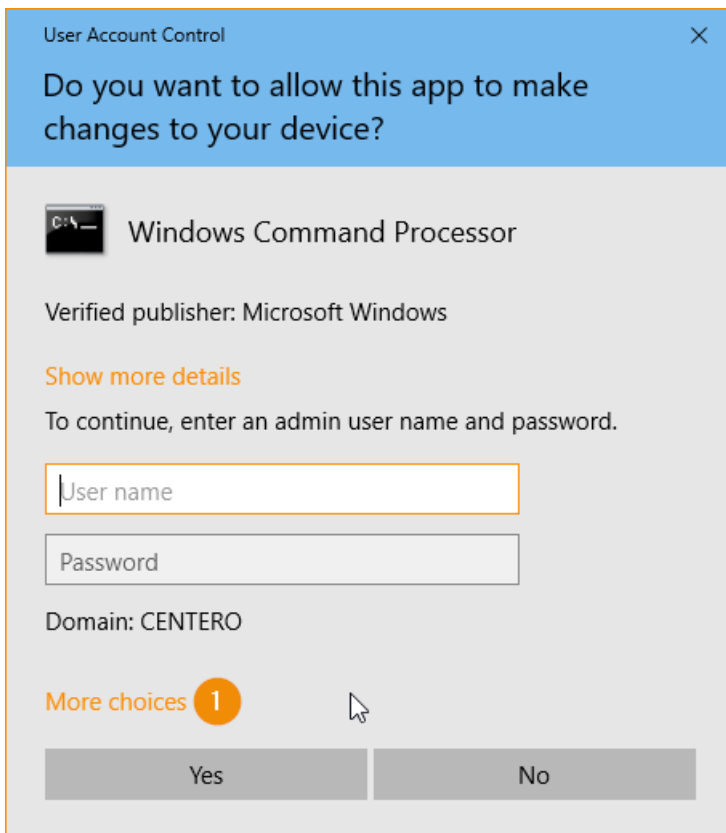 User Account Control
Do you want to allow this app to make
changes to your device?
C:\_
Windows Command Processor
Verified publisher: Microsoft Windows
Show more details
To continue, enter an admin user name and password.
User name
Password
Domain: CENTERO
More choices 1
Yes No